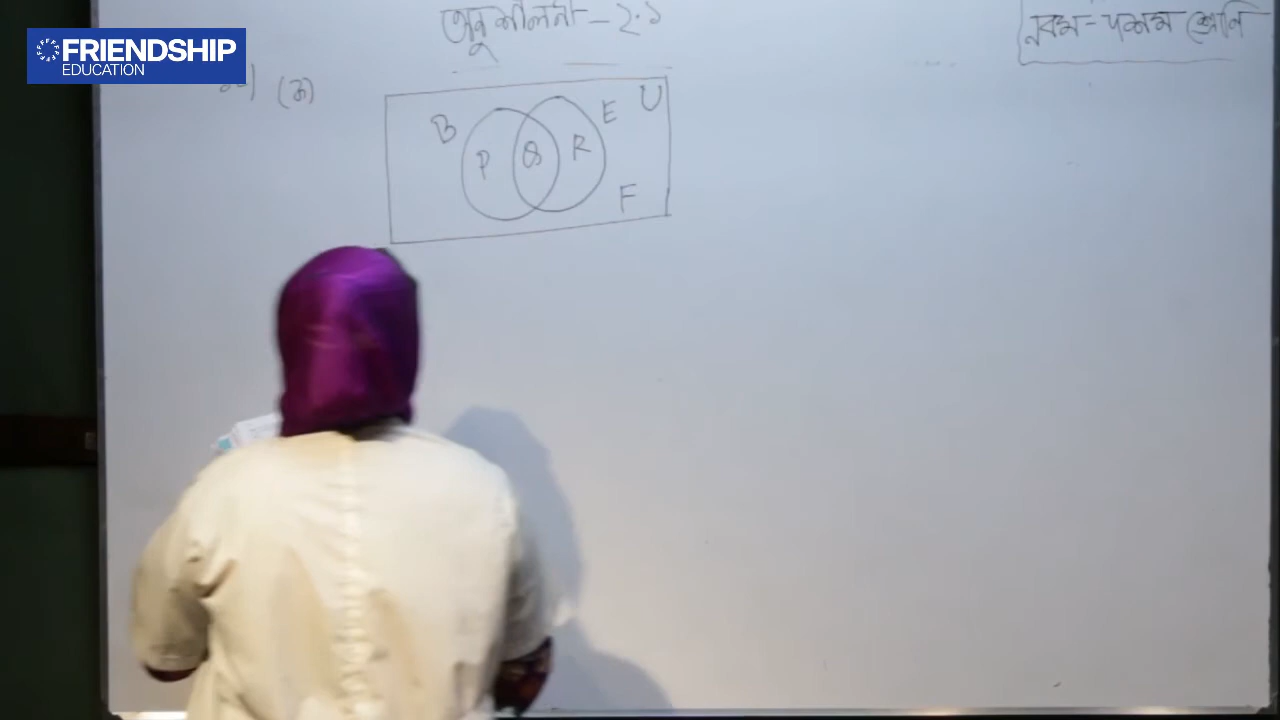 FRIENDSHIP
EDUCATION
অনুশীলনী - ২.১
নবম-দশম শ্রেণি
(ক)
B
E
U
P
Q
R
F